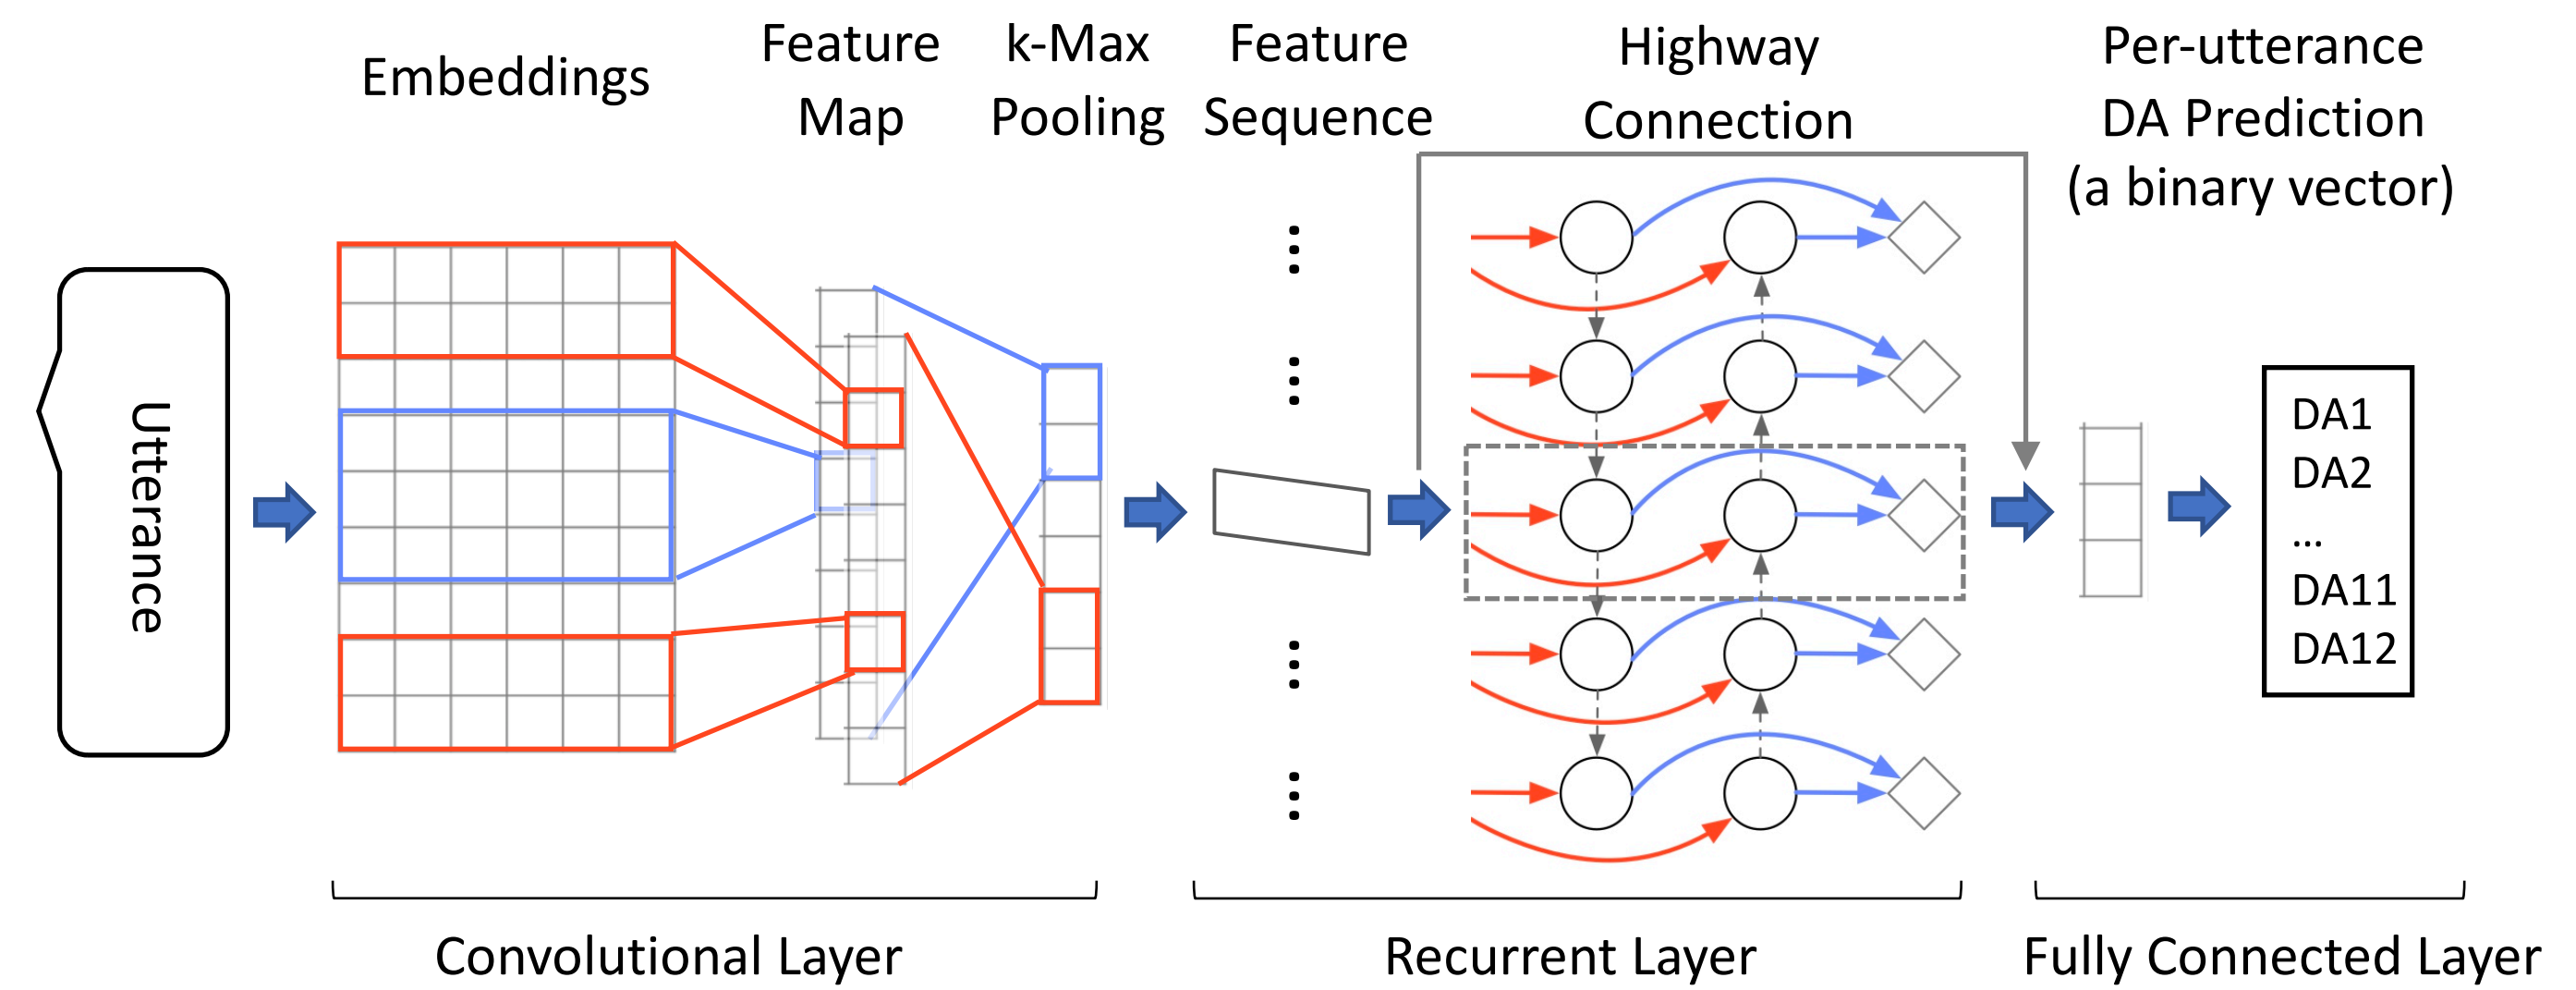 Utterance
Embeddings
Feature
Map
k-Max
Pooling
Feature
Sequence
Highway
Connection
Per-utterance
DA Prediction
(a binary vector)
DA1
DA2
...
DA11
DA12
Convolutional Layer
Recurrent Layer
Fully Connected Layer